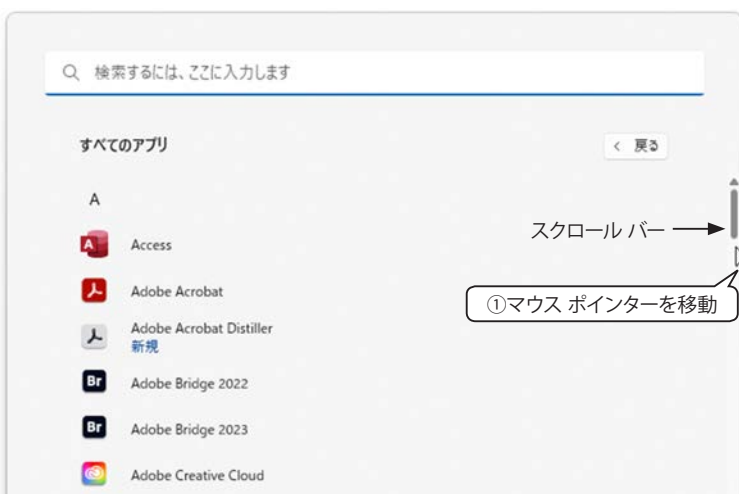 検索するには、ここに入力します
すべてのアプリ
< 戻る
A
スクロール バー
Access
Adobe Acrobat
①マウス ポインターを移動
Adobe Acrobat Distiller
新規
Br Adobe Bridge 2022
Br Adobe Bridge 2023
Adobe Creative Cloud